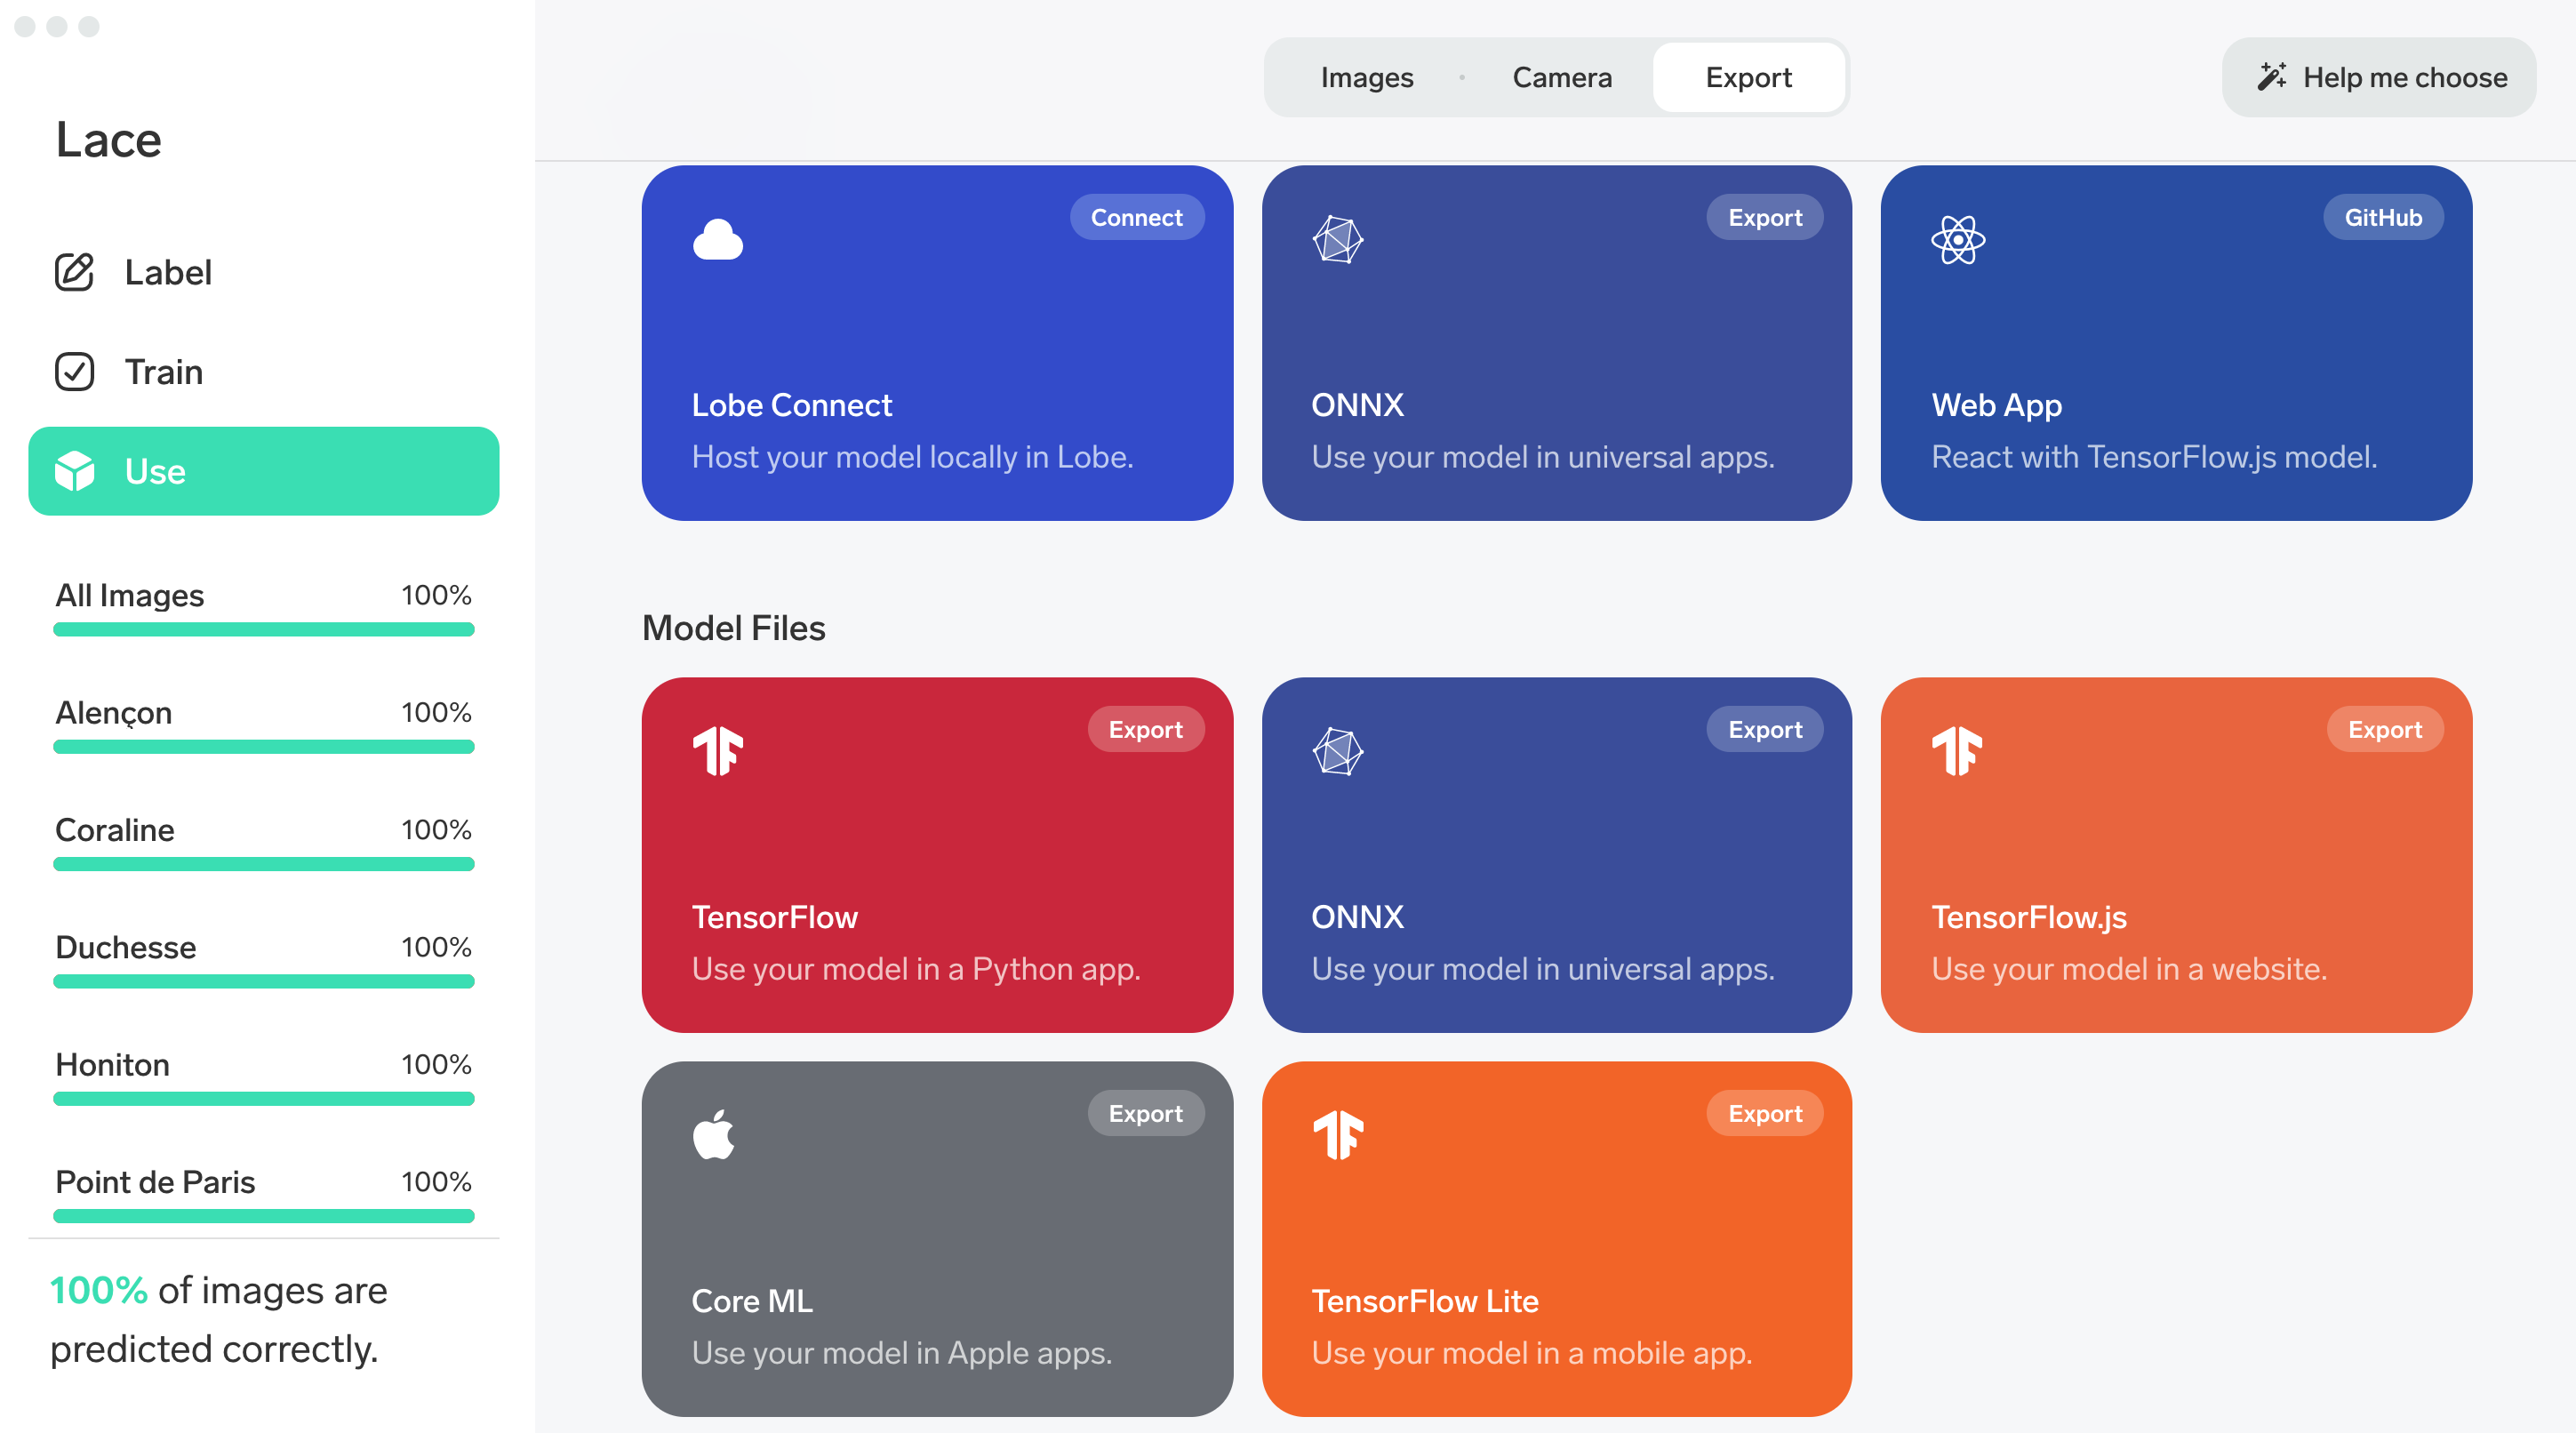 Lace
Label
Train
Use
All Images 100%
Alençon 100%
Coraline 100%
Duchesse 100%
Honiton 100%
Point de Paris 100%
100% of images are
predicted correctly.
Images · Camera Export
Help me choose
Connect
Lobe Connect
Host your model locally in Lobe.
Export
ONNX
Use your model in universal apps.
GitHub
Web App
React with TensorFlow.js model.
Model Files
Export
TensorFlow
Use your model in a Python app.
Export
ONNX
Use your model in universal apps.
Export
TensorFlow.js
Use your model in a website.
Export
Core ML
Use your model in Apple apps.
Export
TensorFlow Lite
Use your model in a mobile app.